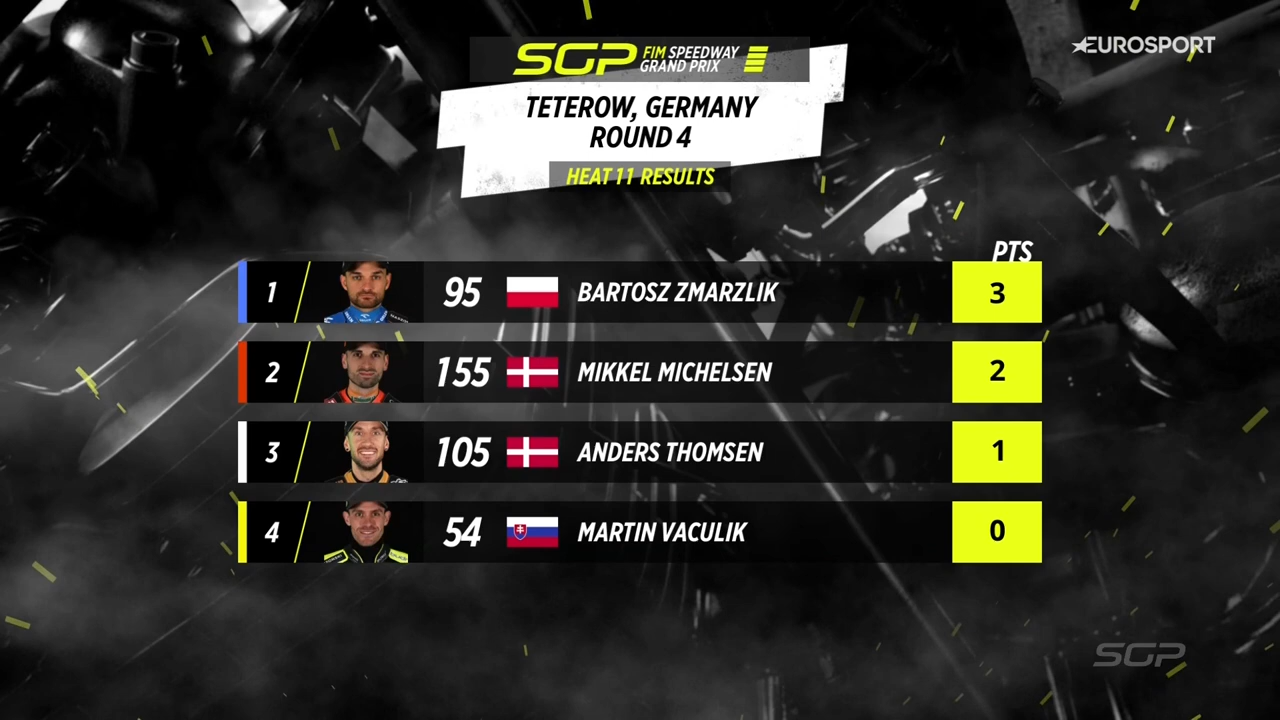 SGP FIM SPEEDWAY GRAND PRIX
EUROSPORT
TETEROW, GERMANY
ROUND 4
HEAT 11 RESULTS
PTS
1 95 BARTOSZ ZMARZLIK 3
2 155 MIKKEL MICHELSEN 2
3 105 ANDERS THOMSEN 1
4 54 MARTIN VACULIK 0
SGP